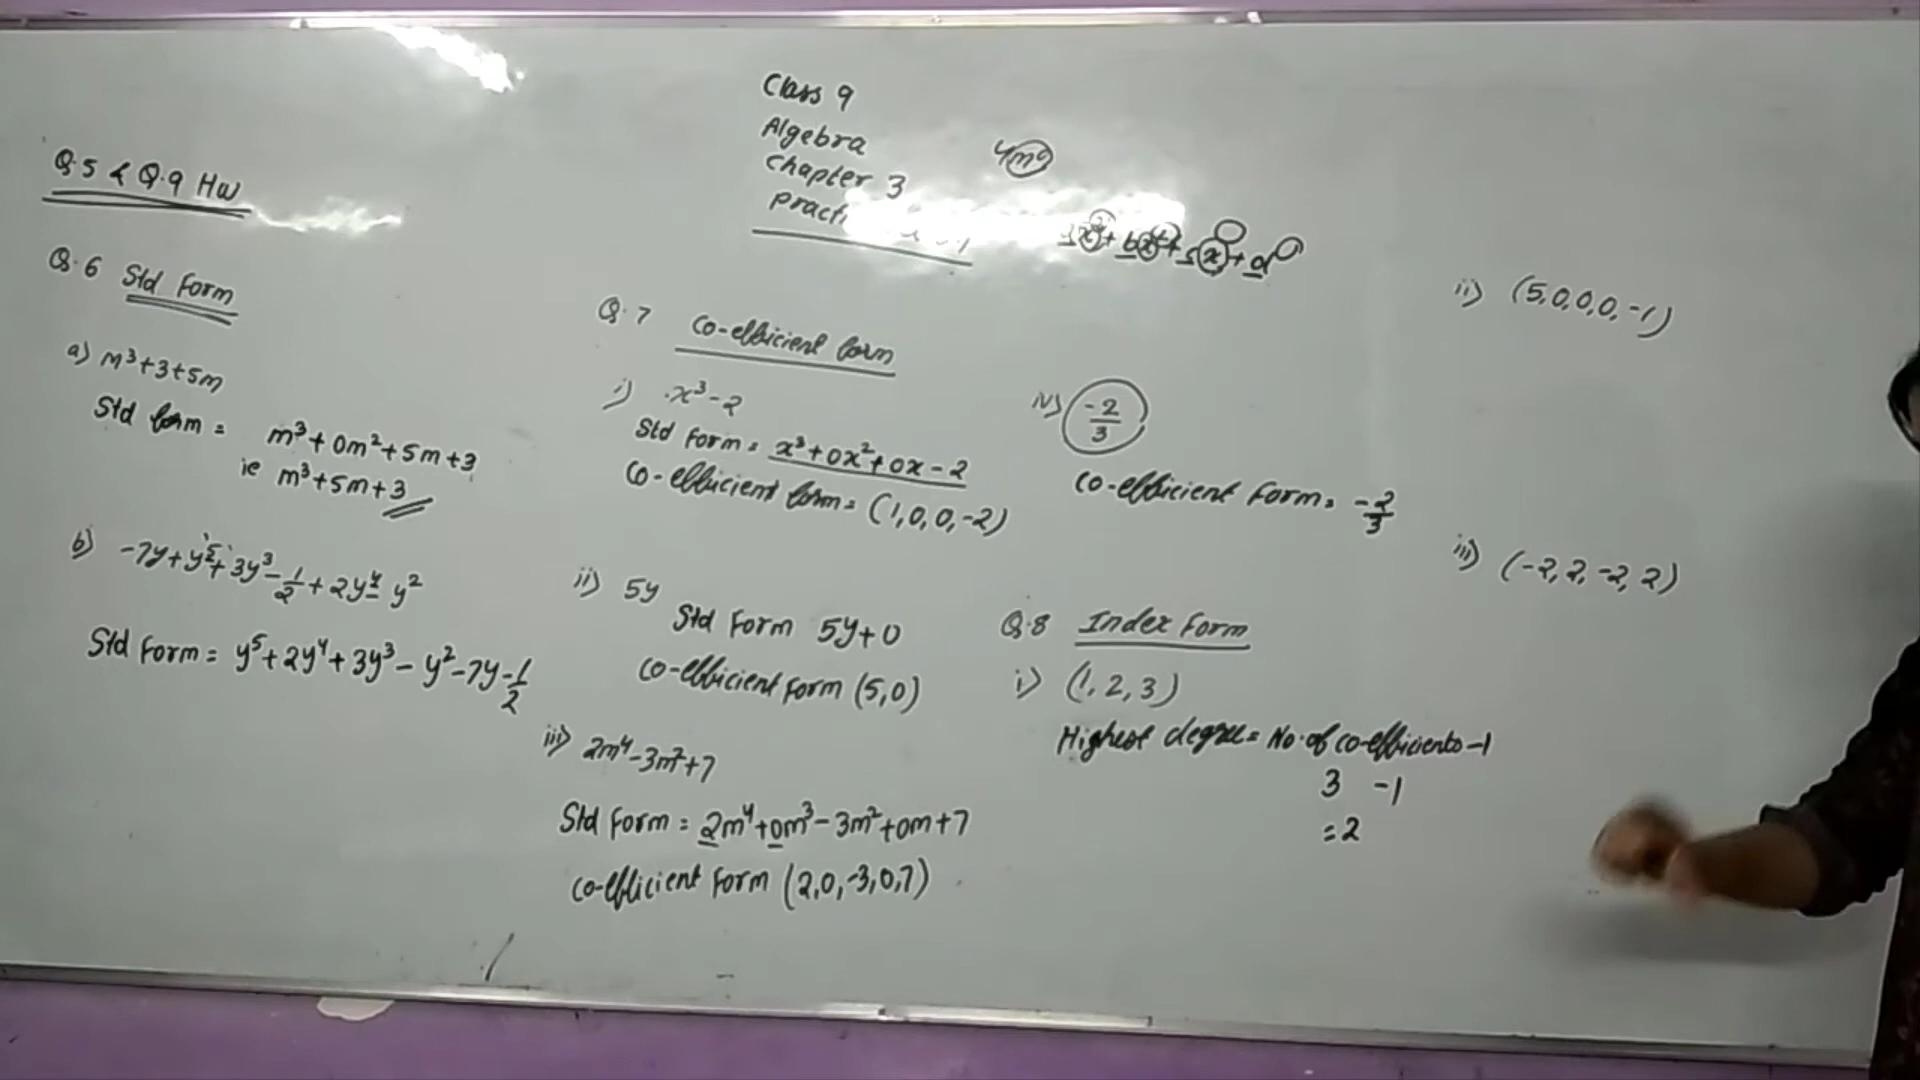 Class 9
Algebra
Chapter 3
Q.5 & Q.9 HW
Q.6 Std Form
a) m³+3+5m
Std form = m³+0m²+5m+3
ie m³+5m+3
b) -7y+y⁵+3y³-1/2+2y⁴-y²
Std Form = y⁵+2y⁴+3y³-y²-7y-1/2
Q.7 Co-efficient form
i) x³-2
Std Form = x³+0x²+0x-2
Co-efficient form = (1,0,0,-2)
ii) 5y
Std Form 5y+0
Co-efficient Form (5,0)
iii) 2m⁴-3m²+7
Std Form = 2m⁴+0m³-3m²+0m+7
Co-efficient Form (2,0,-3,0,7)
iv) -2/3
Co-efficient Form = -2/3
Q.8 Index Form
i) (1,2,3)
Highest degree = No. of co-efficients -1
3 -1
=2
ii) (5,0,0,0,-1)
iii) (-2,2,-2,2)